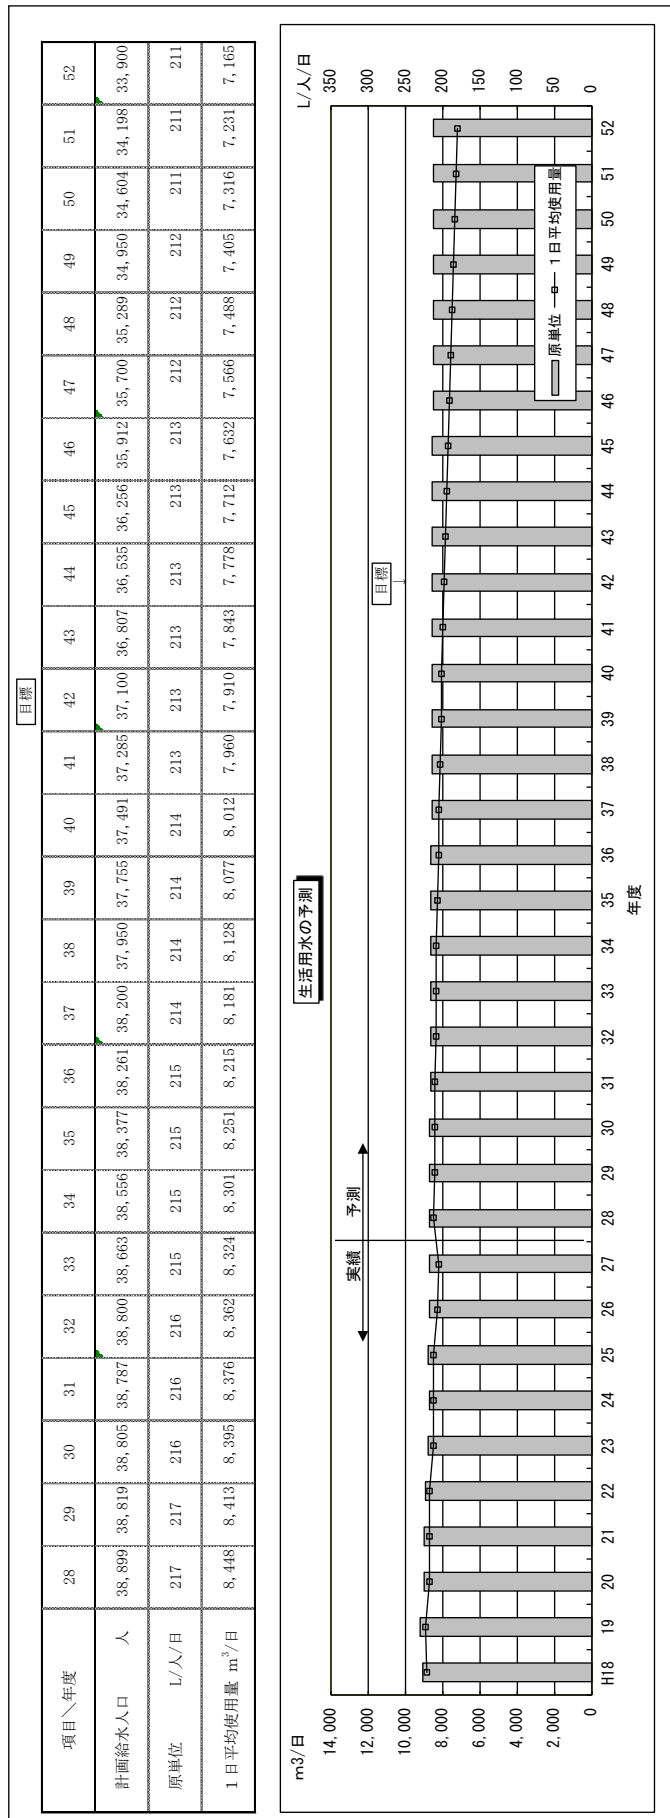 目標
項目＼年度 28 29 30 31 32 33 34 35 36 37 38 39 40 41 42 43 44 45 46 47 48 49 50 51 52
計画給水人口 人 38,899 38,819 38,805 38,787 38,800 38,663 38,556 38,377 38,261 38,200 37,950 37,755 37,491 37,285 37,100 36,807 36,535 36,256 35,912 35,700 35,289 34,950 34,604 34,198 33,900
原単位 L/人/日 217 217 216 216 216 215 215 215 215 214 214 214 214 213 213 213 213 213 213 212 212 212 211 211 211
1日平均使用量 m³/日 8,448 8,413 8,395 8,376 8,362 8,324 8,301 8,251 8,215 8,181 8,128 8,077 8,012 7,960 7,910 7,843 7,778 7,712 7,632 7,566 7,488 7,405 7,316 7,231 7,165
生活用水の予測
m3/日
L/人/日
14,000
12,000
10,000
8,000
6,000
4,000
2,000
0
350
300
250
200
150
100
50
0
実績 予測
目標
原単位 1日平均使用量
H18 19 20 21 22 23 24 25 26 27 28 29 30 31 32 33 34 35 36 37 38 39 40 41 42 43 44 45 46 47 48 49 50 51 52
年度